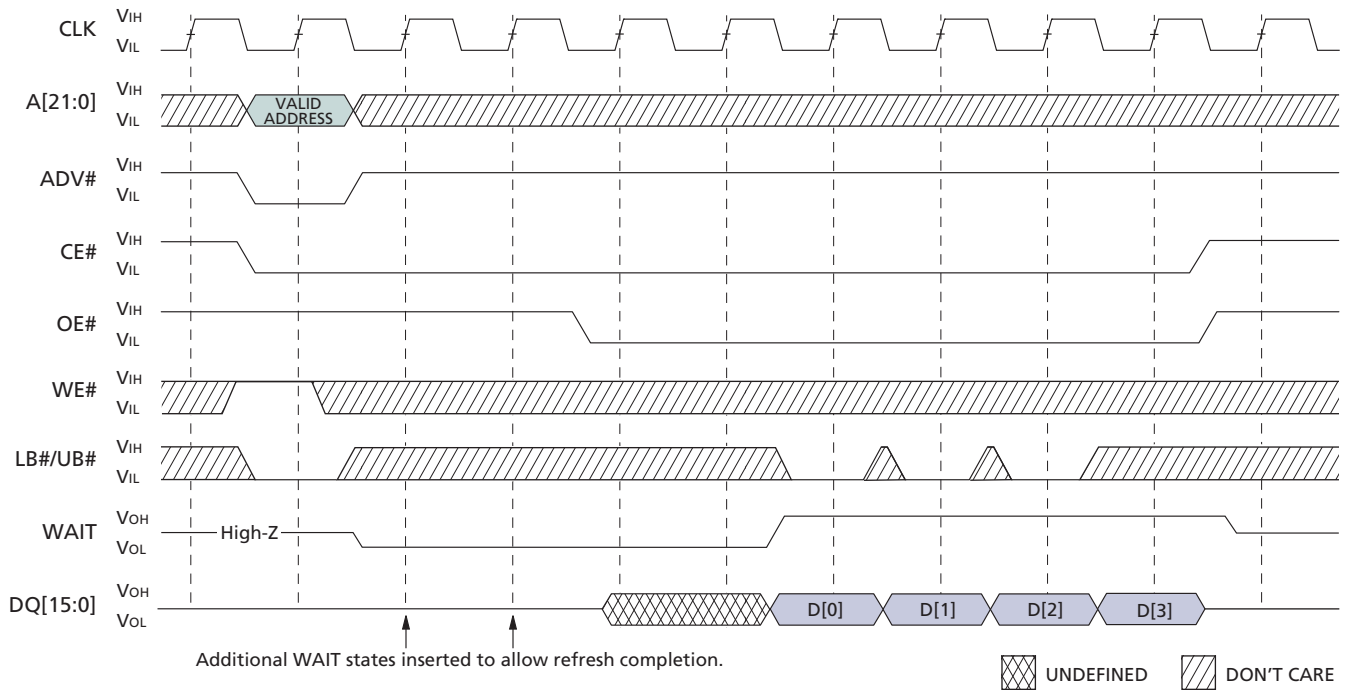 CLK VIH
VIL
A[21:0] VIH
VIL
VALID
ADDRESS
ADV# VIH
VIL
CE# VIH
VIL
OE# VIH
VIL
WE# VIH
VIL
LB#/UB# VIH
VIL
WAIT VOH
VOL
High-Z
DQ[15:0] VOH
VOL
D[0] D[1] D[2] D[3]
Additional WAIT states inserted to allow refresh completion.
UNDEFINED DON'T CARE